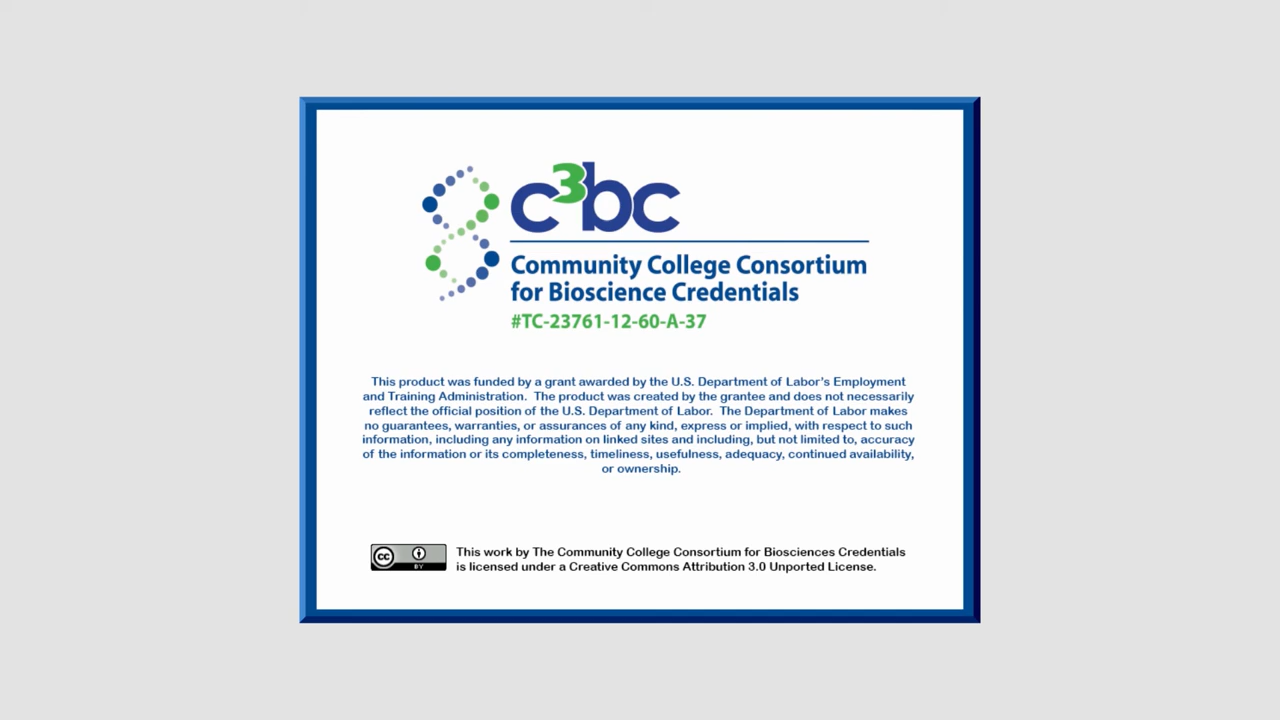 c3bc
Community College Consortium
for Bioscience Credentials
#TC-23761-12-60-A-37
This product was funded by a grant awarded by the U.S. Department of Labor's Employment
and Training Administration. The product was created by the grantee and does not necessarily
reflect the official position of the U.S. Department of Labor. The Department of Labor makes
no guarantees, warranties, or assurances of any kind, express or implied, with respect to such
information, including any information on linked sites and including, but not limited to, accuracy
of the information or its completeness, timeliness, usefulness, adequacy, continued availability,
or ownership.
cc BY
This work by The Community College Consortium for Biosciences Credentials
is licensed under a Creative Commons Attribution 3.0 Unported License.